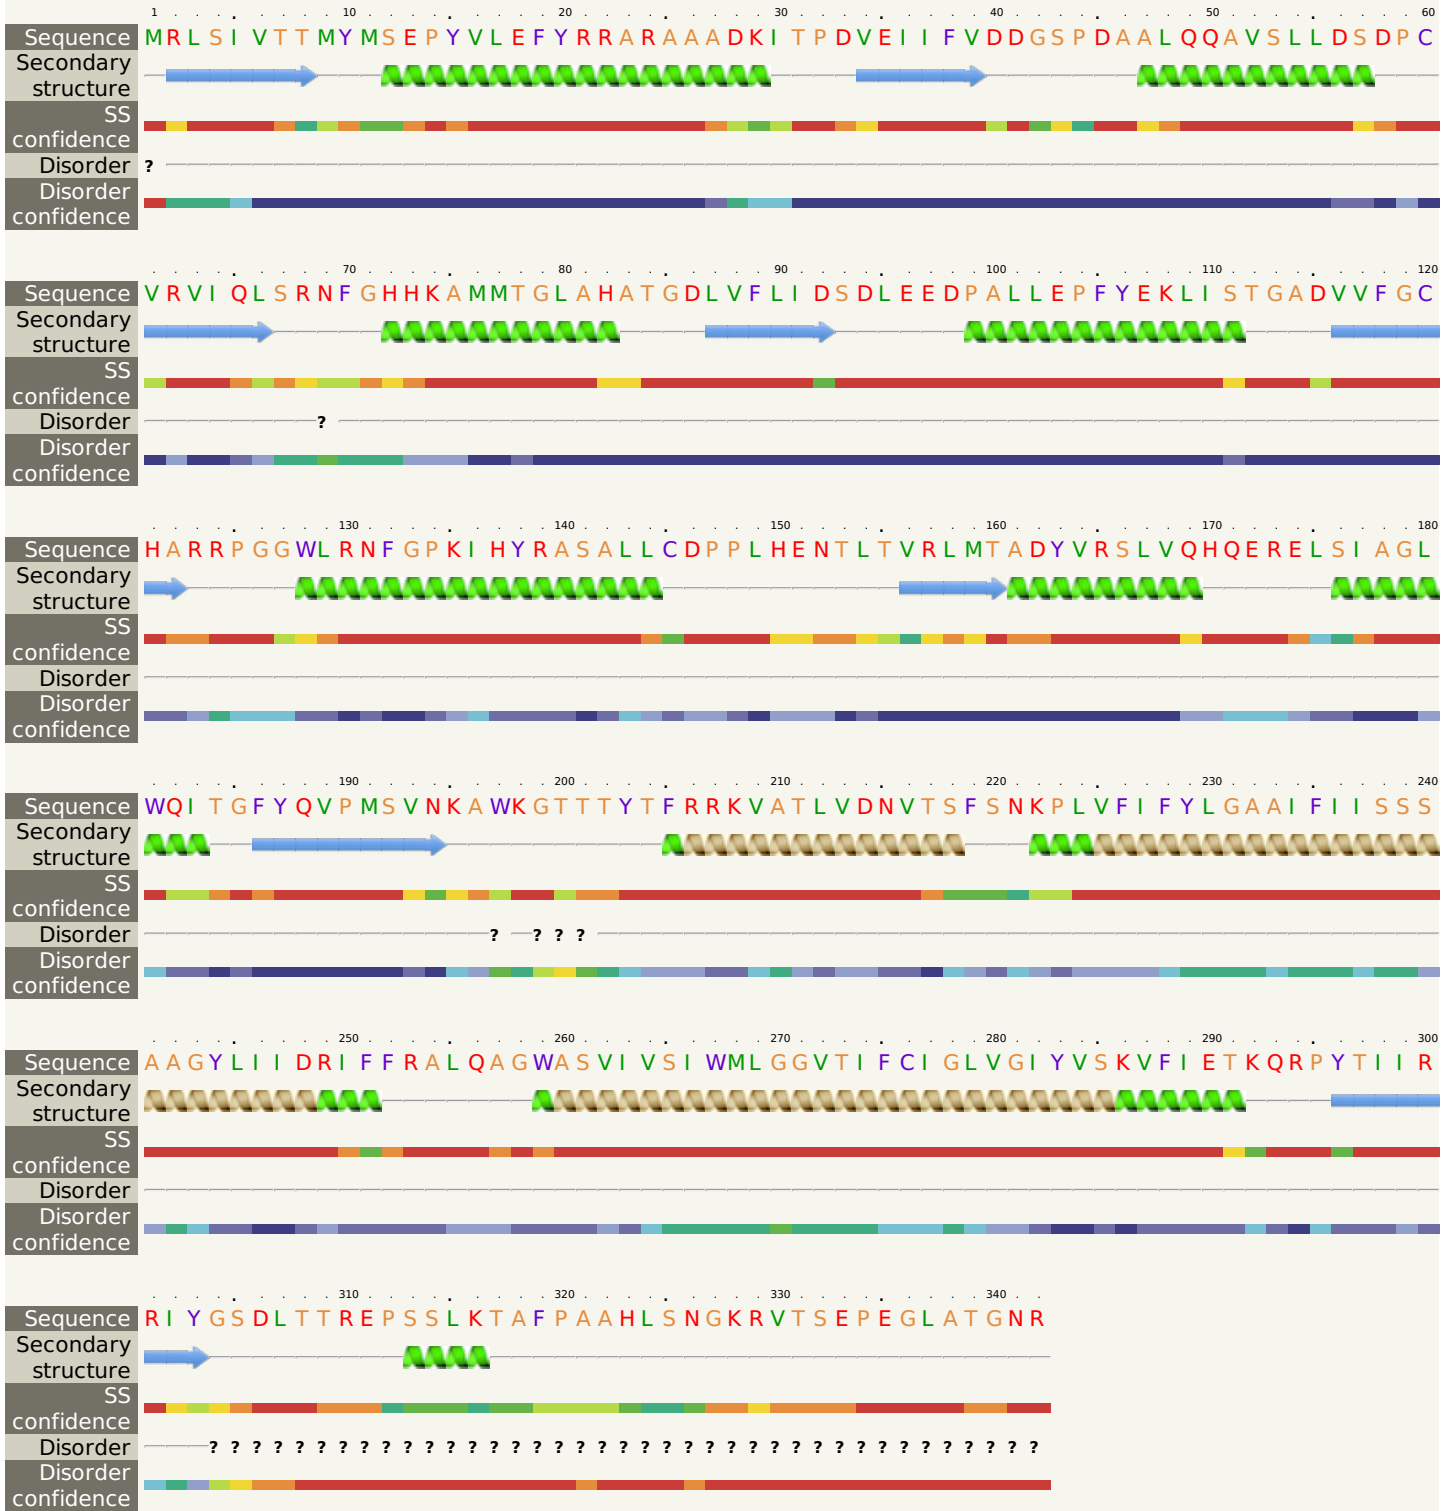 1 10 20 30 40 50 60
Sequence MRLSIVTTMYMSEPYVLEFYRRARAAADKITPDVEIIFVDDGSPDAALQQAVSLLDSDPC
Secondary
structure
SS
confidence
Disorder ?
Disorder
confidence
70 80 90 100 110 120
Sequence VRVIQLSRNFGHHKAMMTGLAHATGDLVFLIDSDLEEDPALLEPFYEKLISTGADVVFGC
Secondary
structure
SS
confidence
Disorder ?
Disorder
confidence
130 140 150 160 170 180
Sequence HARRPGGWLRNFGPKIHYRASALLCDPPLHENTLTVRLMTADYVRSLVQHQERELSIAGL
Secondary
structure
SS
confidence
Disorder
Disorder
confidence
190 200 210 220 230 240
Sequence WQITGFYQVPMSVNKAWKGTTTYTFRRKVATLVDNVTSFSNKPLVFIFYLGAAIFIISSS
Secondary
structure
SS
confidence
Disorder ? ? ? ?
Disorder
confidence
250 260 270 280 290 300
Sequence AAGYLIIDRIFFRALQAGWASVIVSIWMLGGVTIFCIGLVGIYVSKVFIETKQRPYTIIR
Secondary
structure
SS
confidence
Disorder
Disorder
confidence
310 320 330 340
Sequence RIYGSDLTTREPSSLKTAFPAAHLSNGKRVTSEPEGLATGNR
Secondary
structure
SS
confidence
Disorder ? ? ? ? ? ? ? ? ? ? ? ? ? ? ? ? ? ? ? ? ? ? ? ? ? ? ? ? ? ? ? ? ? ? ? ? ? ? ?
Disorder
confidence